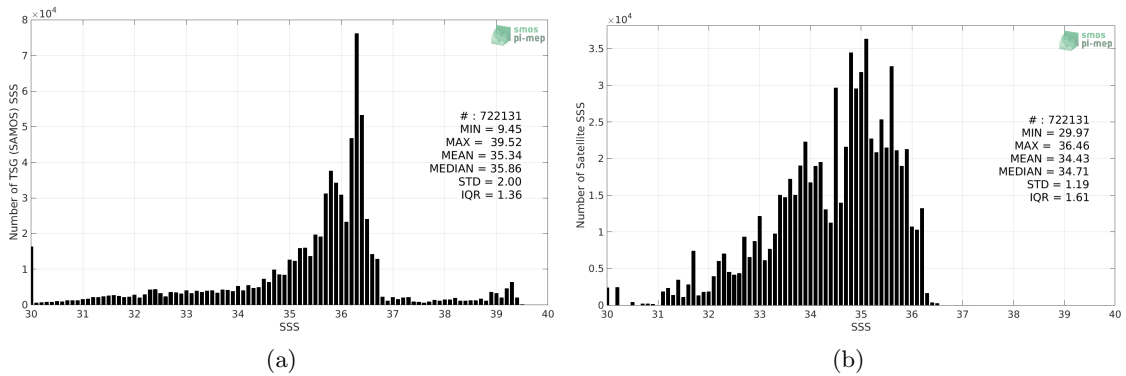 ×10⁴
8
7
6
5
4
3
2
1
0
Number of TSG (SAMOS) SSS
smos
pi-mep
# : 722131
MIN = 9.45
MAX = 39.52
MEAN = 35.34
MEDIAN = 35.86
STD = 2.00
IQR = 1.36
30 31 32 33 34 35 36 37 38 39 40
SSS
(a)
×10⁴
3.5
3
2.5
2
1.5
1
0.5
0
Number of Satellite SSS
smos
pi-mep
# : 722131
MIN = 29.97
MAX = 36.46
MEAN = 34.43
MEDIAN = 34.71
STD = 1.19
IQR = 1.61
30 31 32 33 34 35 36 37 38 39 40
SSS
(b)